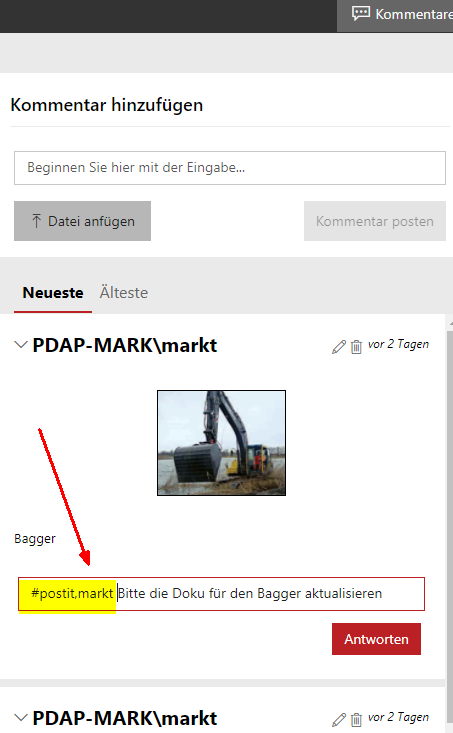 Kommentare
Kommentar hinzufügen
Beginnen Sie hier mit der Eingabe...
Datei anfügen
Kommentar posten
Neueste Älteste
PDAP-MARK\markt vor 2 Tagen
Bagger
#postit,markt Bitte die Doku für den Bagger aktualisieren
Antworten
PDAP-MARK\markt vor 2 Tagen